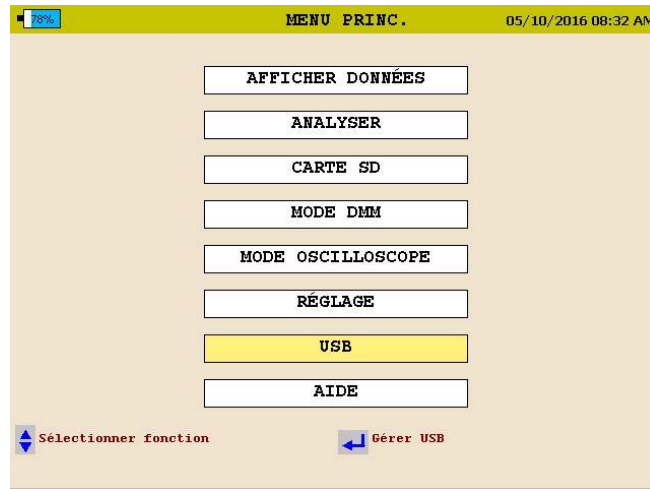 78% MENU PRINC. 05/10/2016 08:32 AM
AFFICHER DONNÉES
ANALYSER
CARTE SD
MODE DMM
MODE OSCILLOSCOPE
RÉGLAGE
USB
AIDE
Sélectionner fonction Gérer USB